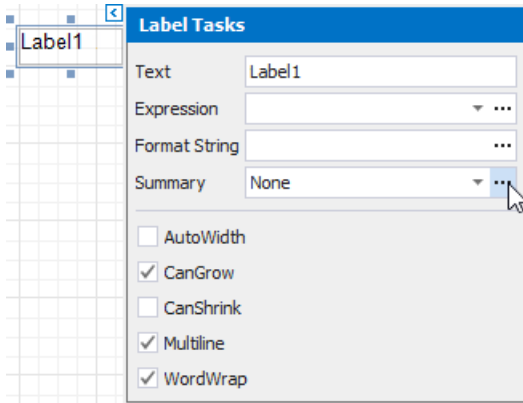 Label1
Label Tasks
Text Label1
Expression
Format String
Summary None
AutoWidth
CanGrow
CanShrink
Multiline
WordWrap